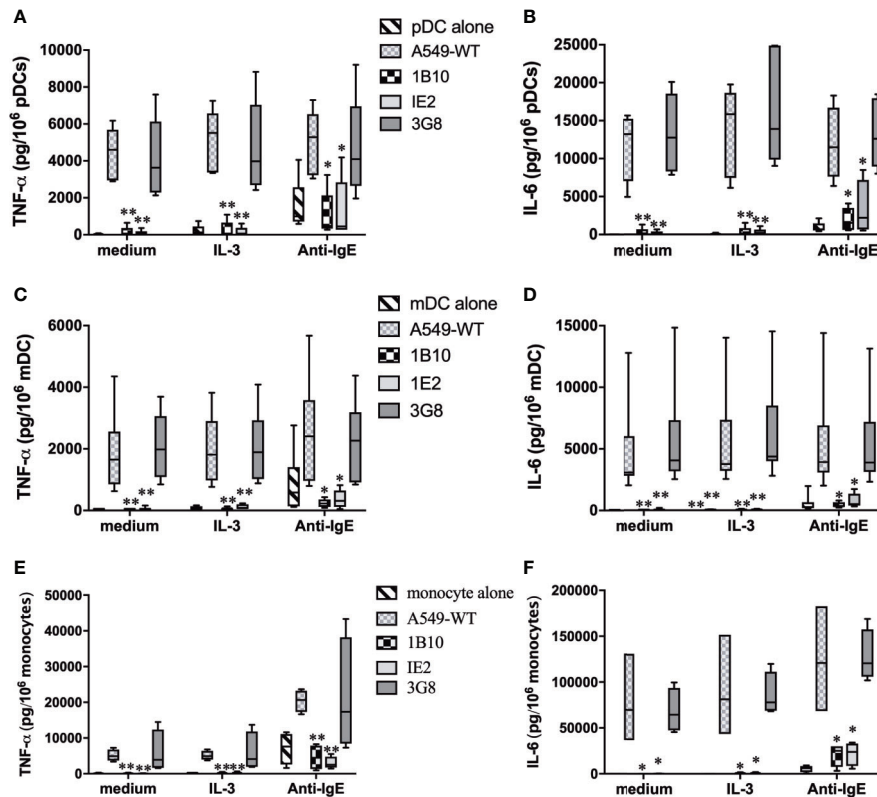 A
TNF-α (pg/10⁶ pDCs)
10000
8000
6000
4000
2000
0
** **
** **
* *
medium IL-3 Anti-IgE
pDC alone
A549-WT
1B10
IE2
3G8
B
IL-6 (pg/10⁶ pDCs)
25000
20000
15000
10000
5000
0
** **
** **
* *
medium IL-3 Anti-IgE
C
TNF-α (pg/10⁶ mDC)
6000
4000
2000
0
** **
** **
* *
medium IL-3 Anti-IgE
mDC alone
A549-WT
1B10
1E2
3G8
D
IL-6 (pg/10⁶ mDC)
15000
10000
5000
0
** **
** ** ** **
* *
medium IL-3 Anti-IgE
E
TNF-α (pg/10⁶ monocytes)
50000
40000
30000
20000
10000
0
** **
** **
** **
medium IL-3 Anti-IgE
monocyte alone
A549-WT
1B10
IE2
3G8
F
IL-6 (pg/10⁶ monocytes)
200000
150000
100000
50000
0
* *
* *
* *
medium IL-3 Anti-IgE